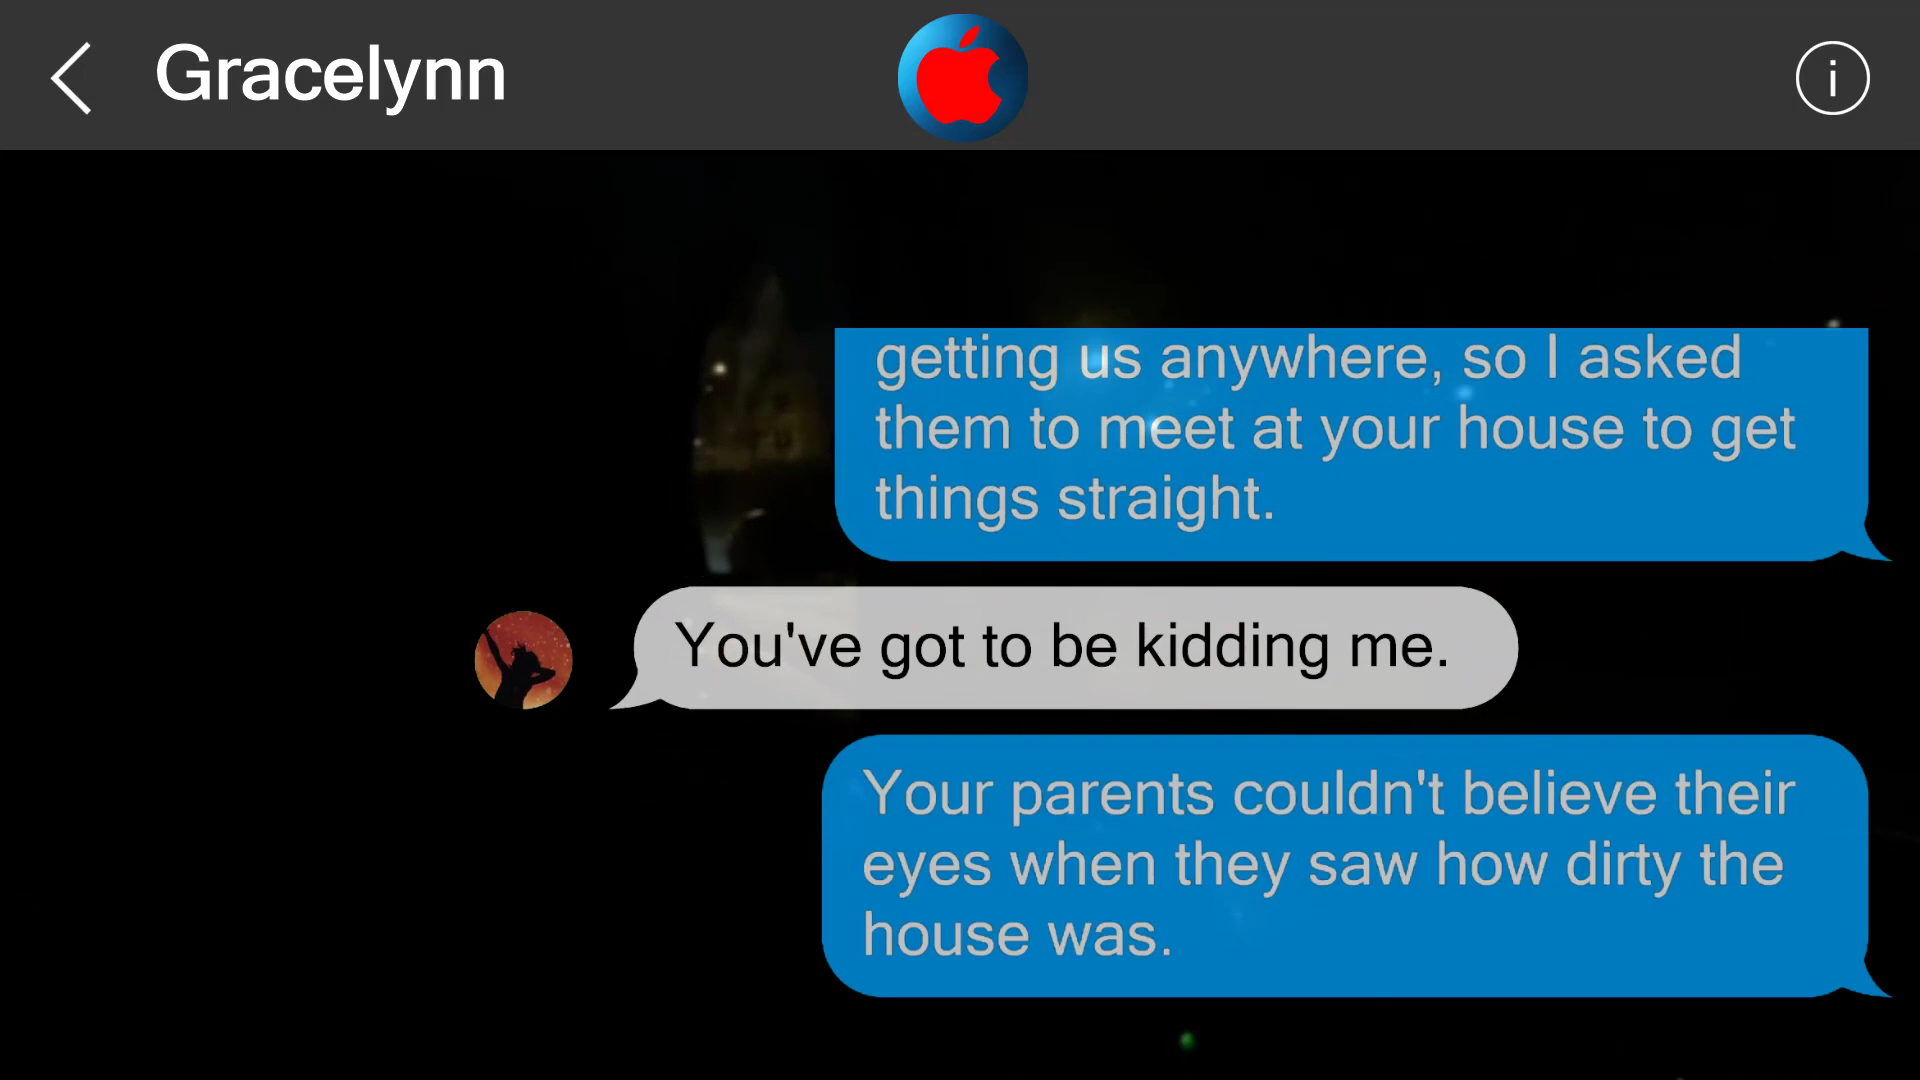 Gracelynn
i
getting us anywhere, so I asked
them to meet at your house to get
things straight.
You've got to be kidding me.
Your parents couldn't believe their
eyes when they saw how dirty the
house was.